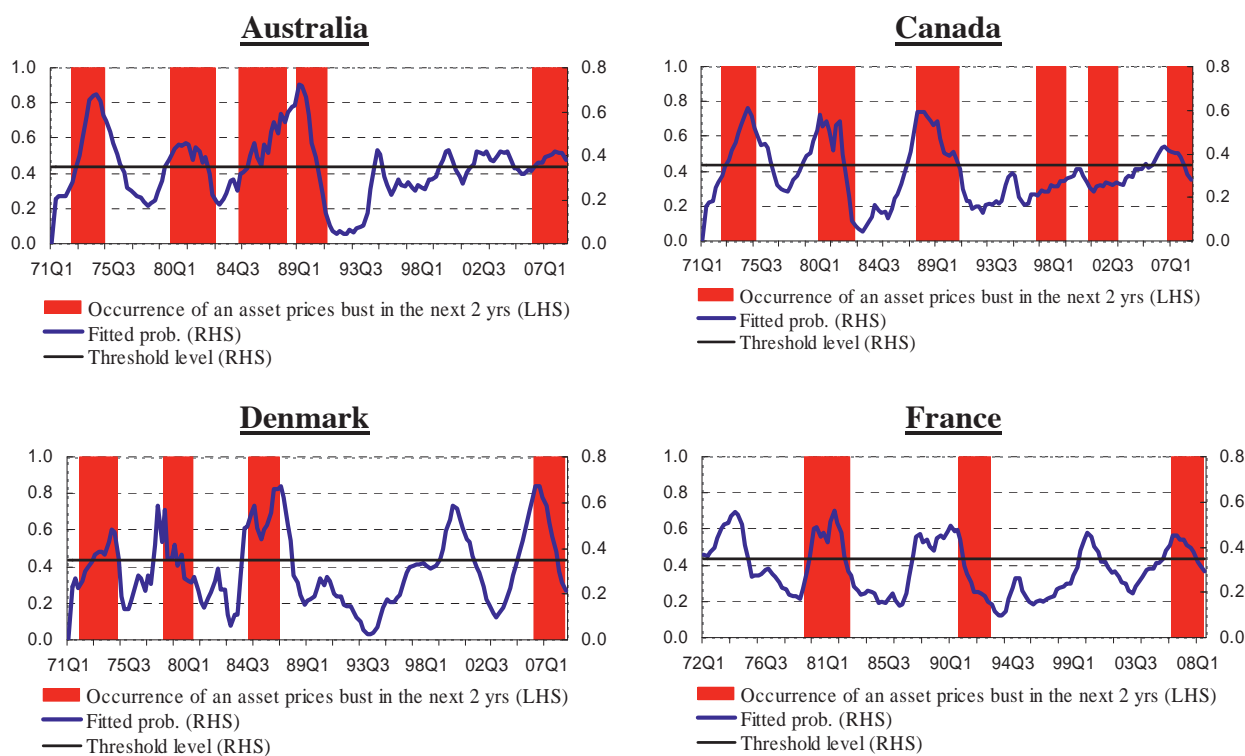 Australia
Canada
1.0 0.8 0.6 0.4 0.2 0.0
0.8 0.6 0.4 0.2 0.0
1.0 0.8 0.6 0.4 0.2 0.0
0.8 0.6 0.4 0.2 0.0
71Q1 75Q3 80Q1 84Q3 89Q1 93Q3 98Q1 02Q3 07Q1
71Q1 75Q3 80Q1 84Q3 89Q1 93Q3 98Q1 02Q3 07Q1
Occurrence of an asset prices bust in the next 2 yrs (LHS)
Fitted prob. (RHS)
Threshold level (RHS)
Occurrence of an asset prices bust in the next 2 yrs (LHS)
Fitted prob. (RHS)
Threshold level (RHS)
Denmark
France
1.0 0.8 0.6 0.4 0.2 0.0
0.8 0.6 0.4 0.2 0.0
1.0 0.8 0.6 0.4 0.2 0.0
0.8 0.6 0.4 0.2 0.0
71Q1 75Q3 80Q1 84Q3 89Q1 93Q3 98Q1 02Q3 07Q1
72Q1 76Q3 81Q1 85Q3 90Q1 94Q3 99Q1 03Q3 08Q1
Occurrence of an asset prices bust in the next 2 yrs (LHS)
Fitted prob. (RHS)
Threshold level (RHS)
Occurrence of an asset prices bust in the next 2 yrs (LHS)
Fitted prob. (RHS)
Threshold level (RHS)